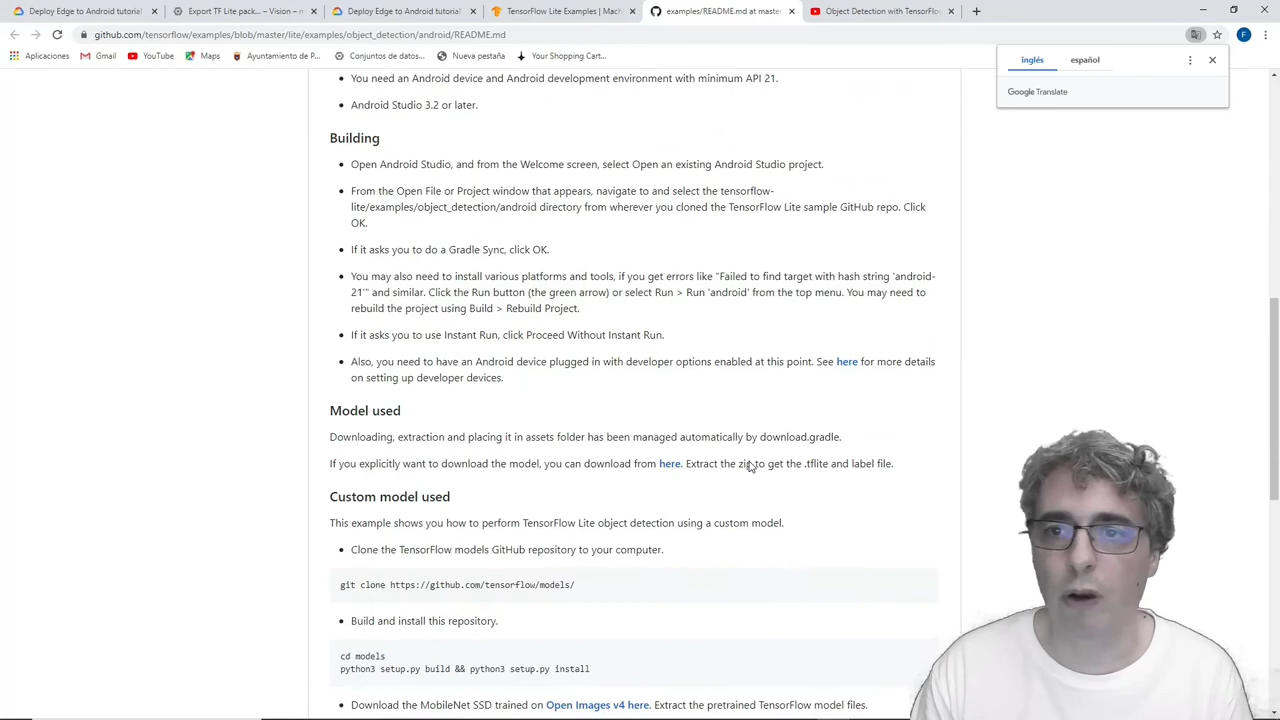 Deploy Edge to Android tutorial
Export TF Lite pack... – Vision – m
Deploy Edge to Android tutorial
TensorFlow Lite Examples | Mach
examples/README.md at master
Object Detection with TensorFlo
github.com/tensorflow/examples/blob/master/lite/examples/object_detection/android/README.md
F
Aplicaciones
Gmail
YouTube
Maps
Ayuntamiento de P...
Conjuntos de datos...
Nueva pestaña
Your Shopping Cart...
inglés
español
Google Translate
You need an Android device and Android development environment with minimum API 21.
Android Studio 3.2 or later.
Building
Open Android Studio, and from the Welcome screen, select Open an existing Android Studio project.
From the Open File or Project window that appears, navigate to and select the tensorflow-
lite/examples/object_detection/android directory from wherever you cloned the TensorFlow Lite sample GitHub repo. Click
OK.
If it asks you to do a Gradle Sync, click OK.
You may also need to install various platforms and tools, if you get errors like "Failed to find target with hash string 'android-
21'" and similar. Click the Run button (the green arrow) or select Run > Run 'android' from the top menu. You may need to
rebuild the project using Build > Rebuild Project.
If it asks you to use Instant Run, click Proceed Without Instant Run.
Also, you need to have an Android device plugged in with developer options enabled at this point. See here for more details
on setting up developer devices.
Model used
Downloading, extraction and placing it in assets folder has been managed automatically by download.gradle.
If you explicitly want to download the model, you can download from here. Extract the zip to get the .tflite and label file.
Custom model used
This example shows you how to perform TensorFlow Lite object detection using a custom model.
Clone the TensorFlow models GitHub repository to your computer.
git clone https://github.com/tensorflow/models/
Build and install this repository.
cd models
python3 setup.py build && python3 setup.py install
Download the MobileNet SSD trained on Open Images v4 here. Extract the pretrained TensorFlow model files.